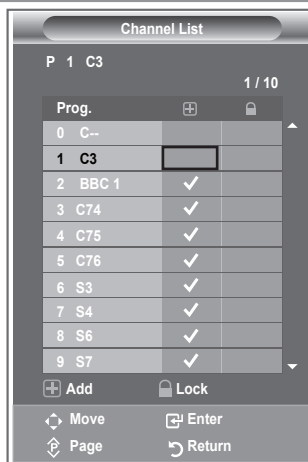 Channel List
P 1 C3
1 / 10
Prog.
0 C--
1 C3
2 BBC 1
3 C74
4 C75
5 C76
6 S3
7 S4
8 S6
9 S7
Add Lock
Move Enter
Page Return